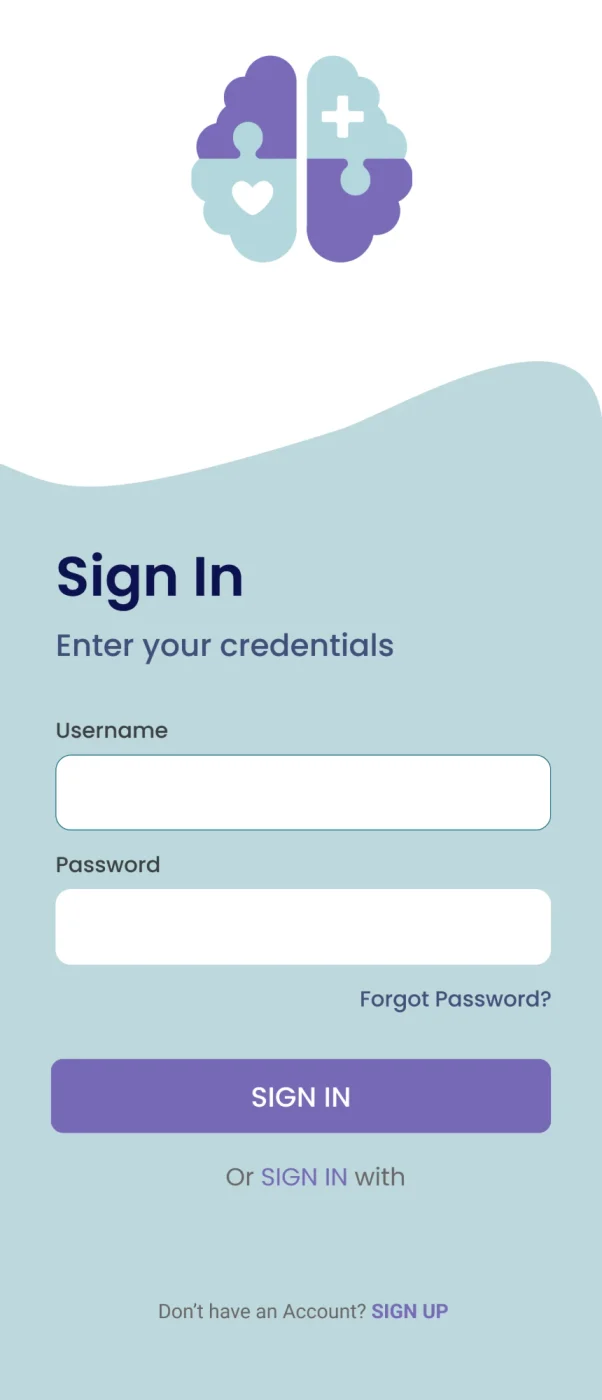 Sign In
Enter your credentials
Username
Password
Forgot Password?
SIGN IN
Or SIGN IN with
Don't have an Account? SIGN UP